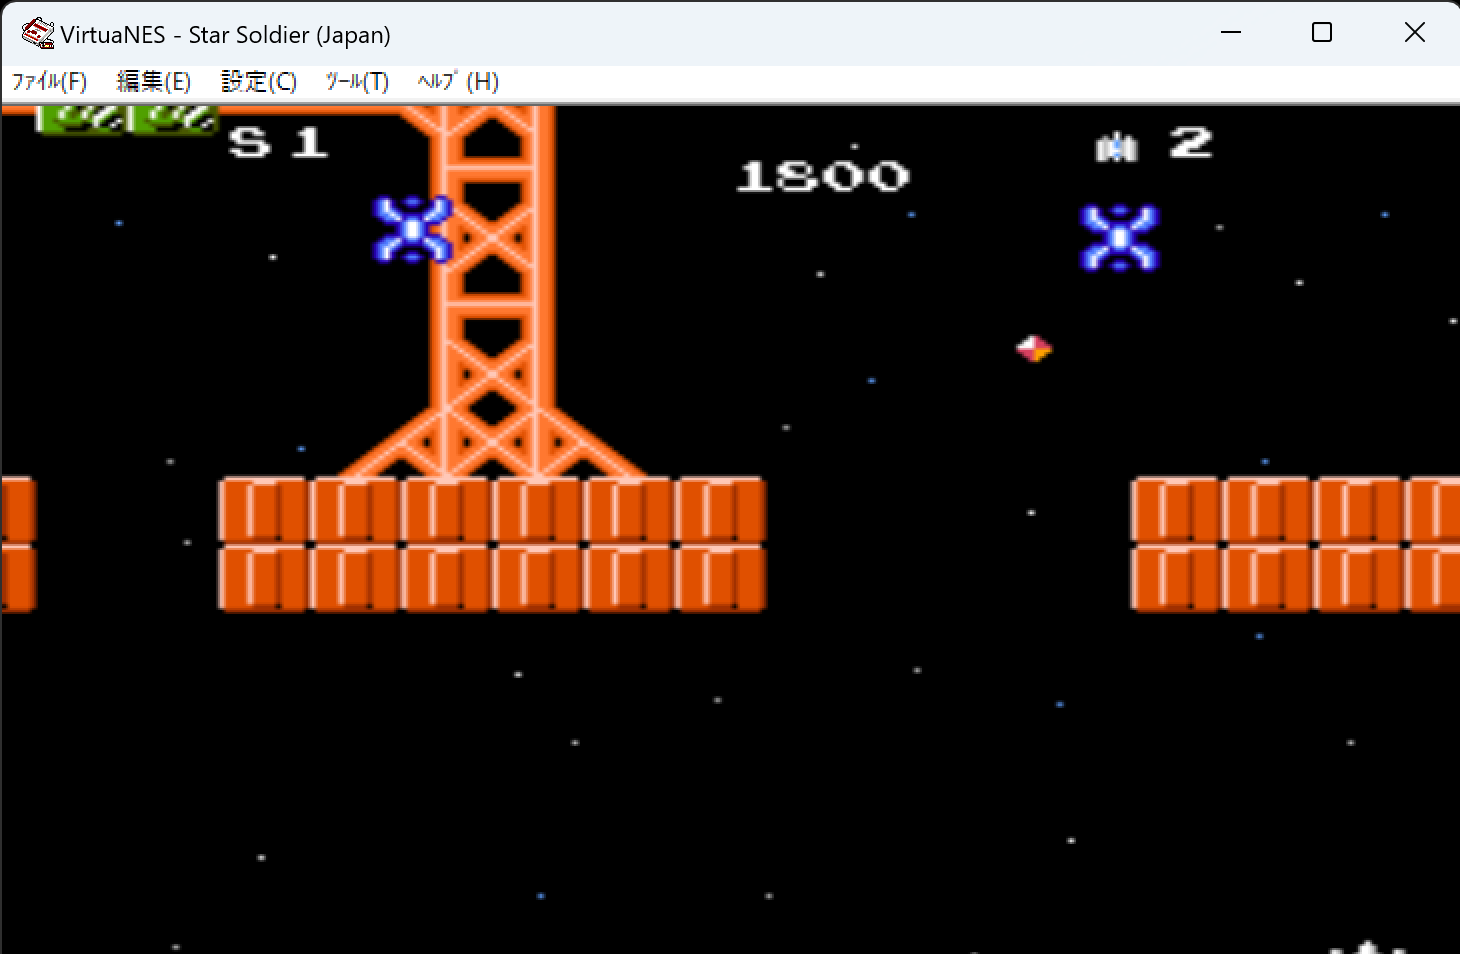 VirtuaNES - Star Soldier (Japan)
ﾌｧｲﾙ(F) 編集(E) 設定(C) ﾂｰﾙ(T) ﾍﾙﾌﾟ(H)
S 1
2
1800